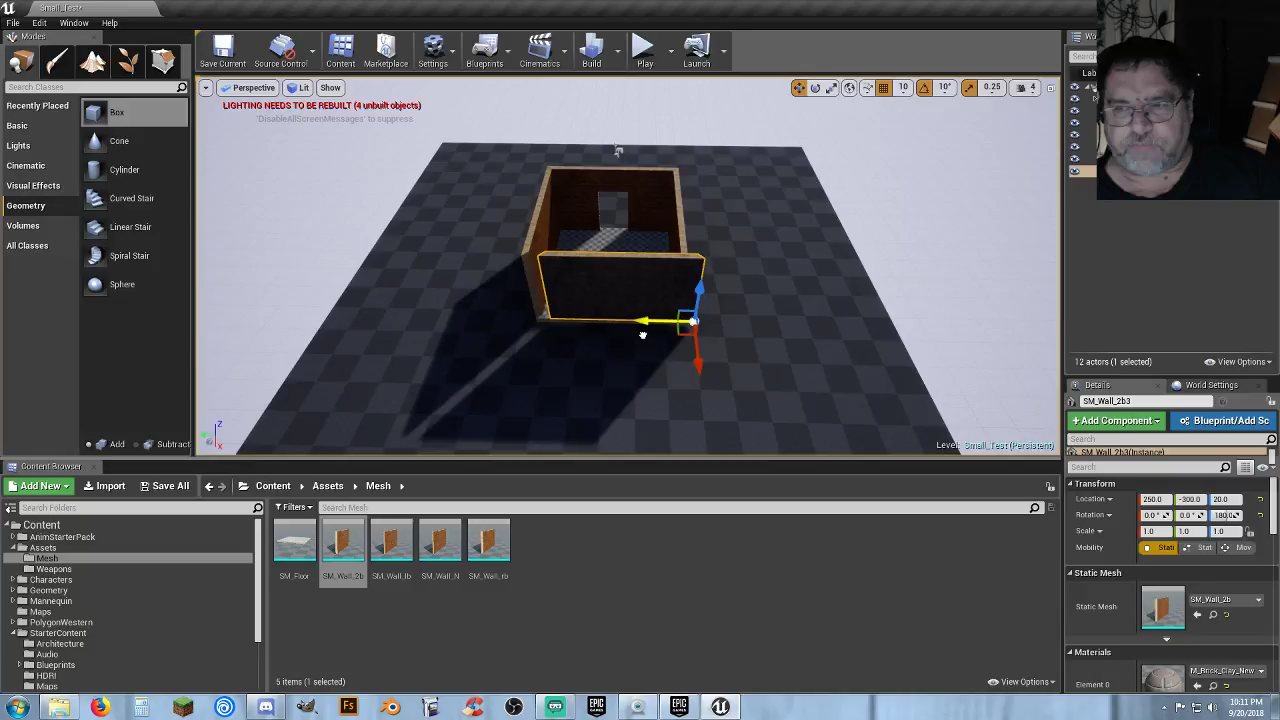 Small_Test*
File Edit Window Help
Modes
Search Classes
Recently Placed
Basic
Lights
Cinematic
Visual Effects
Geometry
Volumes
All Classes
Box
Cone
Cylinder
Curved Stair
Linear Stair
Spiral Stair
Sphere
Add Subtract
Save Current Source Control Content Marketplace Settings Blueprints Cinematics Build Play Launch
Perspective Lit Show 10 10° 0.25 4
LIGHTING NEEDS TO BE REBUILT (4 unbuilt objects)
'DisableAllScreenMessages' to suppress
Z
X
Level: Small_Test (Persistent)
Lab
12 actors (1 selected) View Options
Details World Settings
SM_Wall_2b3
+ Add Component Blueprint/Add Sc
Search
SM_Wall_2b3(Instance)
Search
Transform
Location 250.0 -300.0 20.0
Rotation 0.0° 0.0° 180.0
Scale 1.0 1.0 1.0
Mobility Stati Stat Mov
Static Mesh
Static Mesh SM_Wall_2b
Materials
Element 0 M_Brick_Clay_New
Content Browser
Add New Import Save All Content Assets Mesh
Search Folders
Content
AnimStarterPack
Assets
Mesh
Weapons
Characters
Geometry
Mannequin
Maps
PolygonWestern
StarterContent
Architecture
Audio
Blueprints
HDRI
Maps
Filters Search Mesh
SM_Floor SM_Wall_2b SM_Wall_lb SM_Wall_N SM_Wall_rb
5 items (1 selected) View Options
10:11 PM
9/20/2018